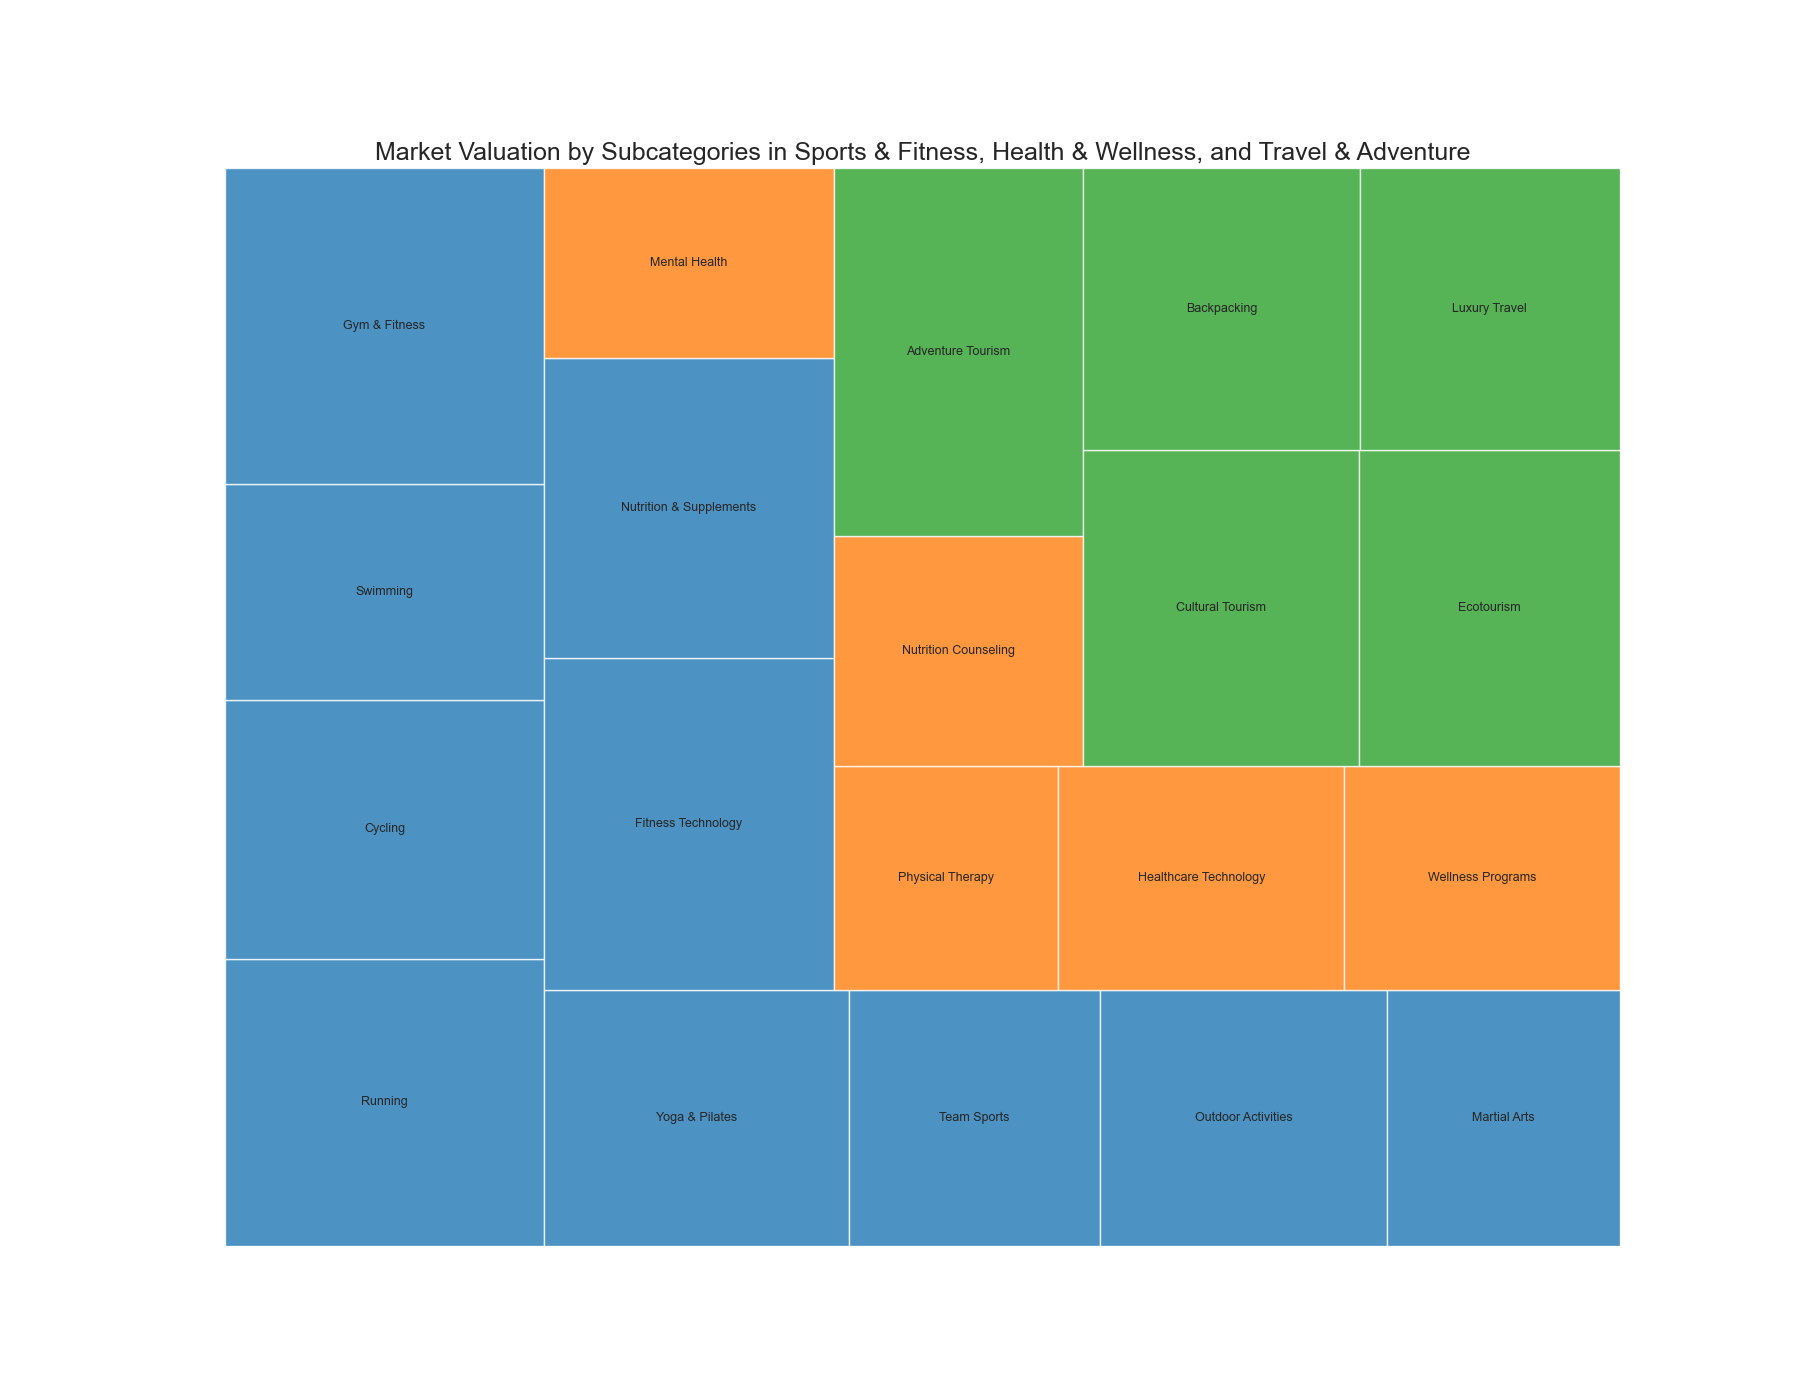 Market Valuation by Subcategories in Sports & Fitness, Health & Wellness, and Travel & Adventure
Mental Health
Backpacking
Luxury Travel
Gym & Fitness
Adventure Tourism
Nutrition & Supplements
Swimming
Cultural Tourism
Ecotourism
Nutrition Counseling
Cycling
Fitness Technology
Physical Therapy
Healthcare Technology
Wellness Programs
Running
Yoga & Pilates
Team Sports
Outdoor Activities
Martial Arts